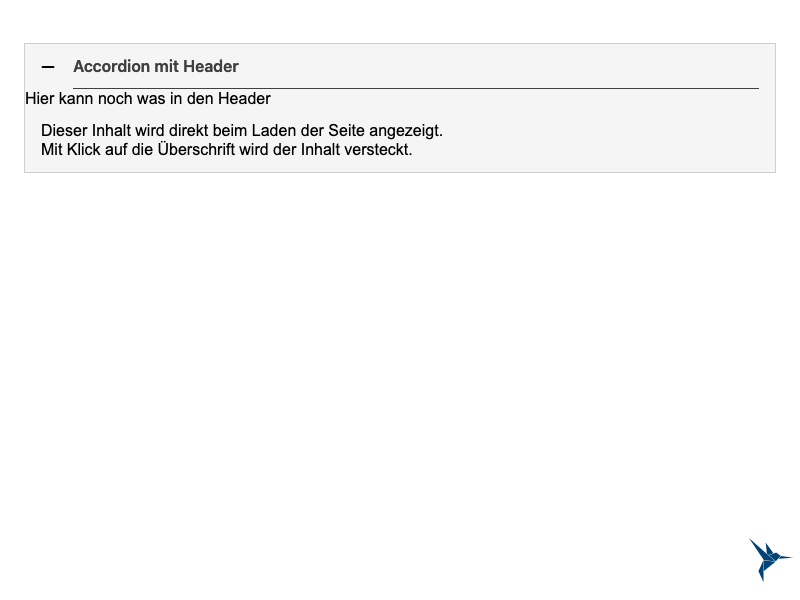 Accordion mit Header
Hier kann noch was in den Header
Dieser Inhalt wird direkt beim Laden der Seite angezeigt.
Mit Klick auf die Überschrift wird der Inhalt versteckt.